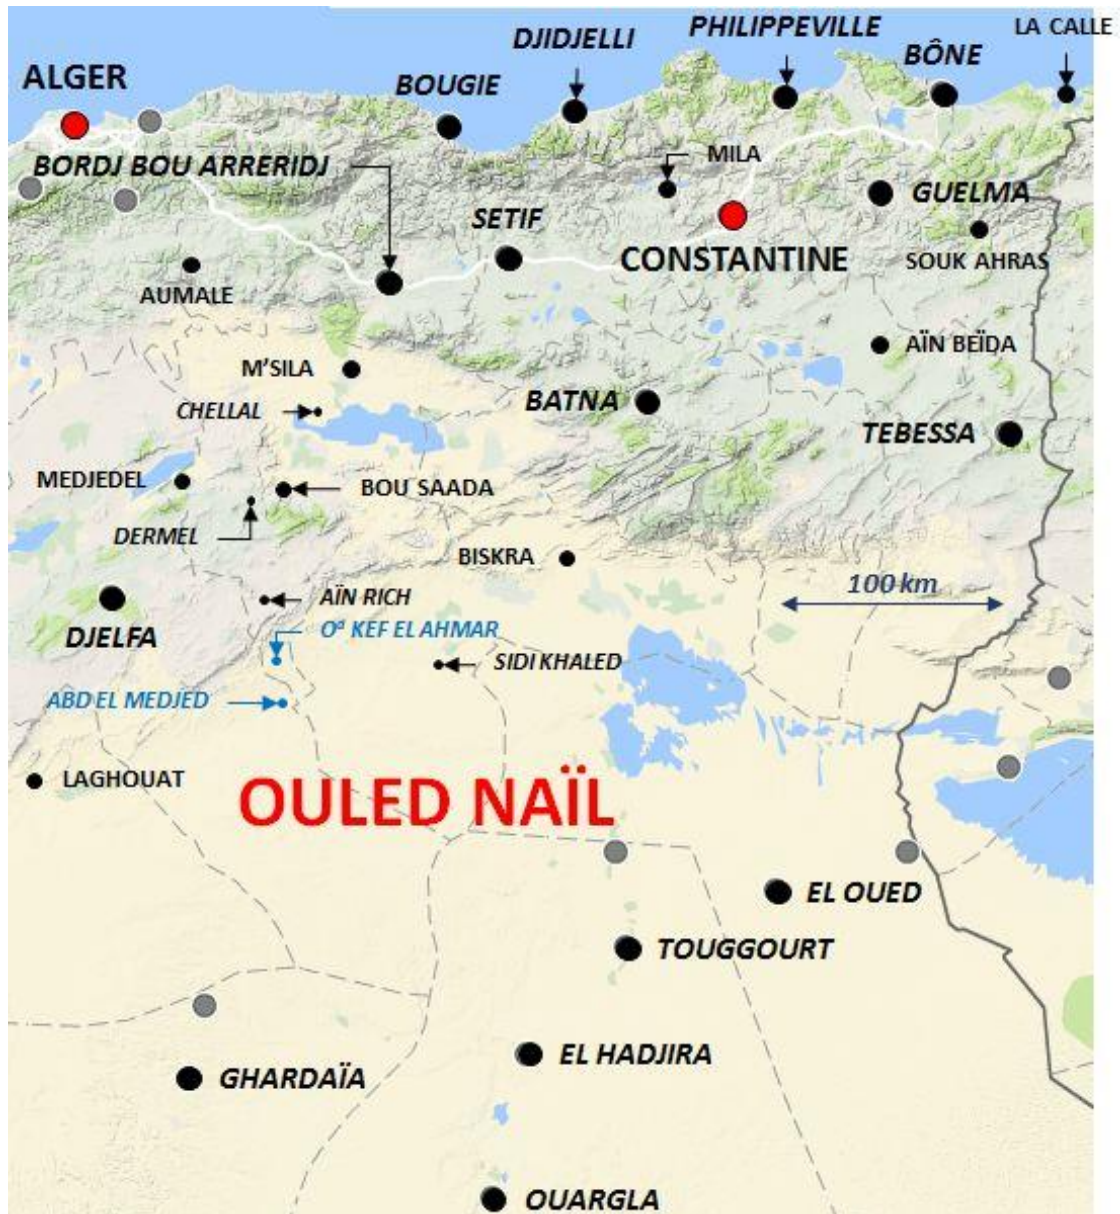 LA CALLE
PHILIPPEVILLE
DJIDJELLI
BÔNE
ALGER
BOUGIE
BORDJ BOU ARRERIDJ
MILA
GUELMA
SETIF
CONSTANTINE
SOUK AHRAS
AUMALE
AÏN BEÏDA
M'SILA
BATNA
CHELLAL
TEBESSA
MEDJEDEL
BOU SAADA
DERMEL
BISKRA
100 km
AÏN RICH
DJELFA
Oª KEF EL AHMAR
SIDI KHALED
ABD EL MEDJED
LAGHOUAT
OULED NAÏL
EL OUED
TOUGGOURT
EL HADJIRA
GHARDAÏA
OUARGLA